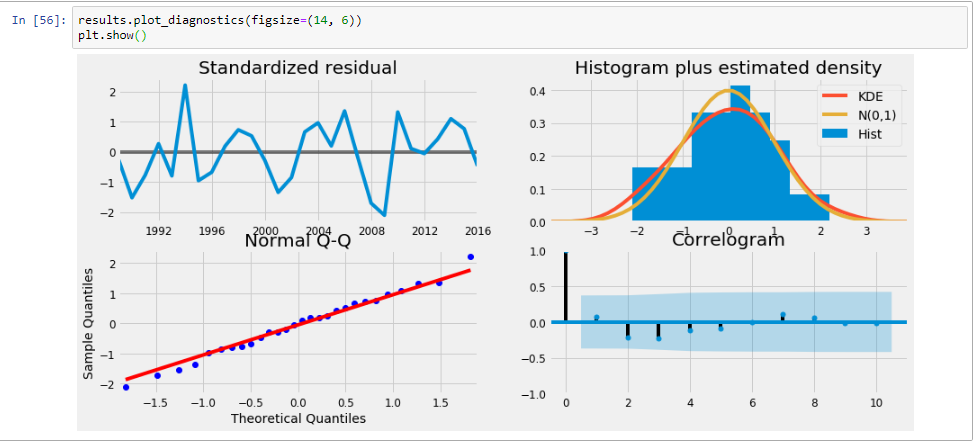 In [56]: results.plot_diagnostics(figsize=(14, 6))
plt.show()
Standardized residual
2
1
0
−1
−2
1992 1996 2000 2004 2008 2012 2016
Histogram plus estimated density
0.4
0.3
0.2
0.1
0.0
−3 −2 −1 0 1 2 3
KDE
N(0,1)
Hist
Normal Q-Q
Sample Quantiles
2
1
0
−1
−2
−1.5 −1.0 −0.5 0.0 0.5 1.0 1.5
Theoretical Quantiles
Correlogram
1.0
0.5
0.0
−0.5
−1.0
0 2 4 6 8 10